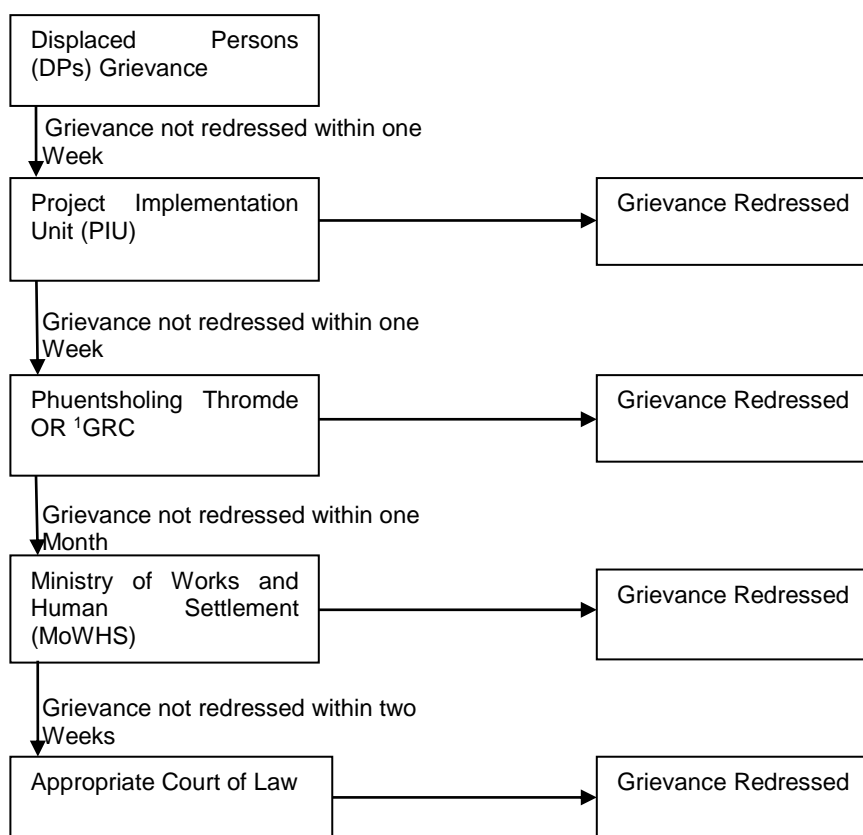 Displaced Persons
(DPs) Grievance
Grievance not redressed within one
Week
Project Implementation
Unit (PIU)
Grievance Redressed
Grievance not redressed within one
Week
Phuentsholing Thromde
OR ¹GRC
Grievance Redressed
Grievance not redressed within one
Month
Ministry of Works and
Human Settlement
(MoWHS)
Grievance Redressed
Grievance not redressed within two
Weeks
Appropriate Court of Law
Grievance Redressed